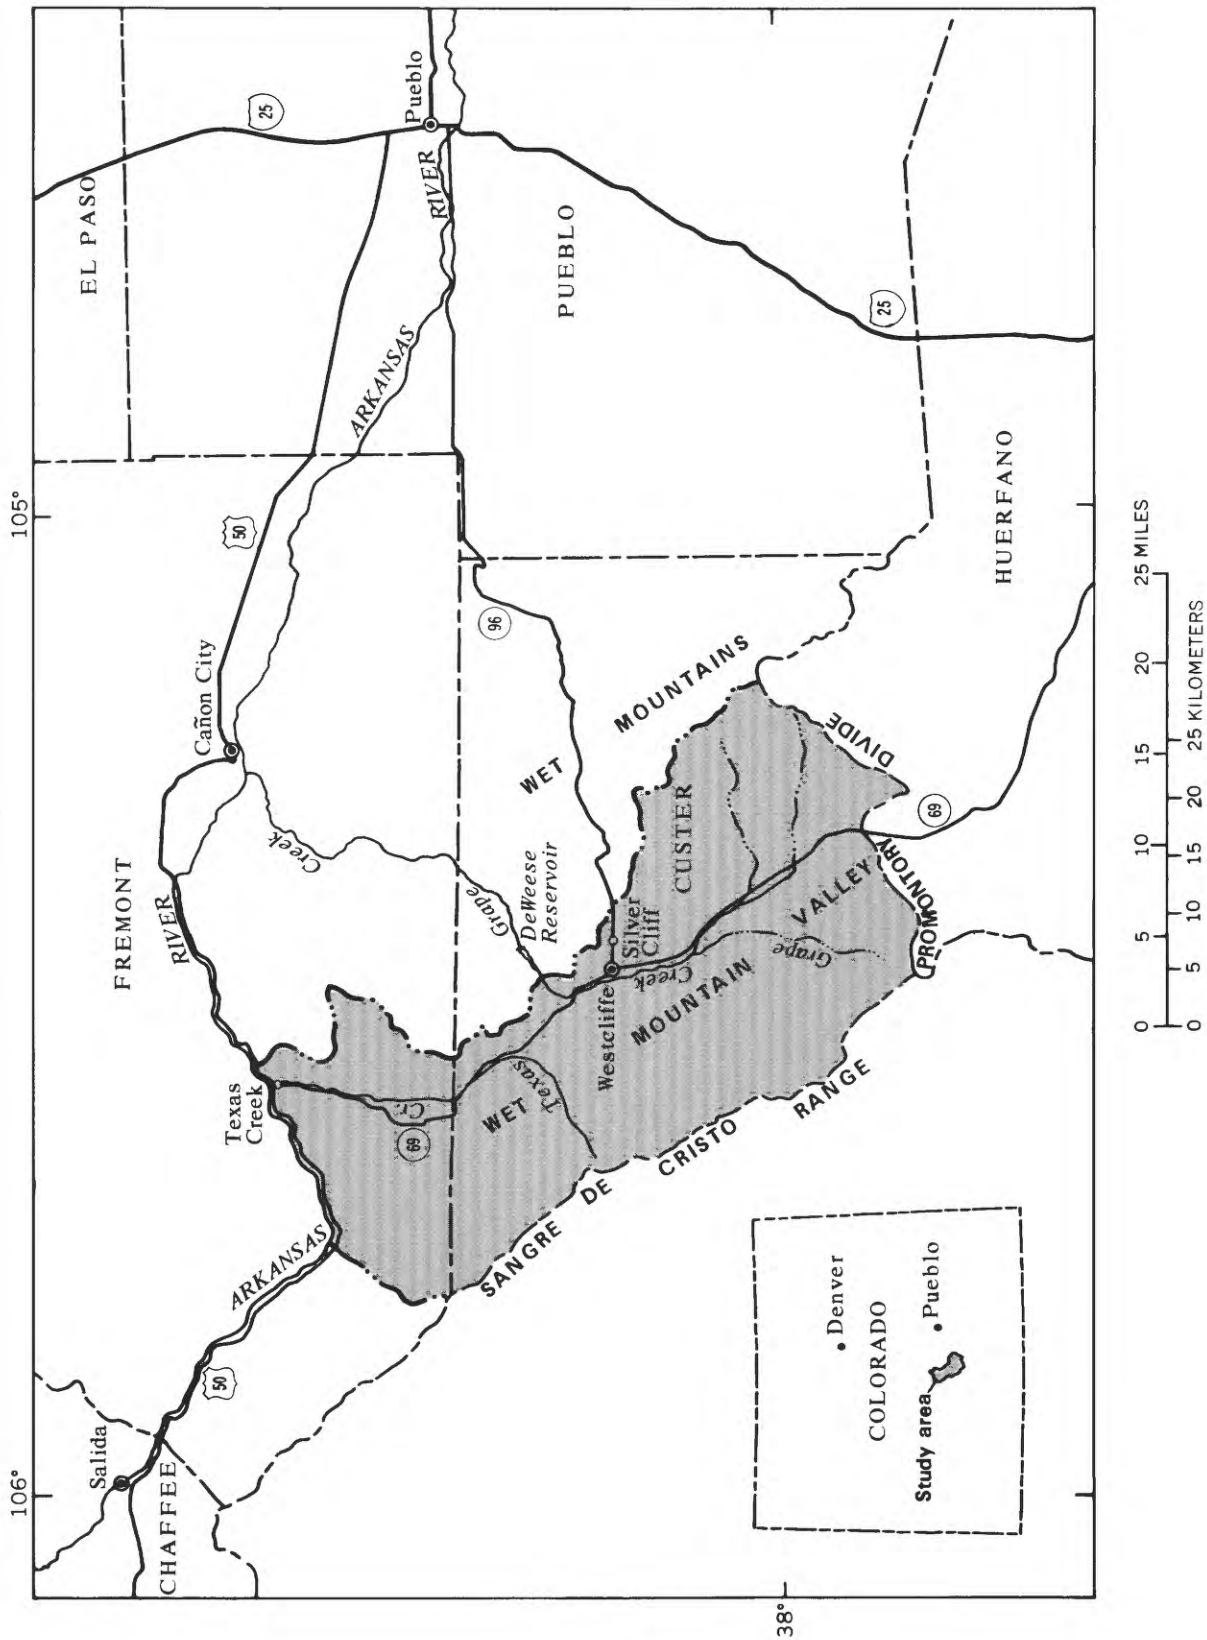 106°
105°
EL PASO
25
Pueblo
RIVER
ARKANSAS
50
Cañon City
FREMONT
RIVER
Creek
Grape
Texas
Creek
ARKANSAS
50
Salida
CHAFFEE
PUEBLO
25
96
WET
MOUNTAINS
DeWeese
Reservoir
Silver
Cliff
Westcliffe
CUSTER
Creek
Grape
WET
MOUNTAIN
VALLEY
Texas
Cr.
69
SANGRE DE CRISTO RANGE
PROMONTORY
DIVIDE
69
HUERFANO
38°
Denver
COLORADO
Pueblo
Study area
0 5 10 15 20 25 MILES
0 5 10 15 20 25 KILOMETERS